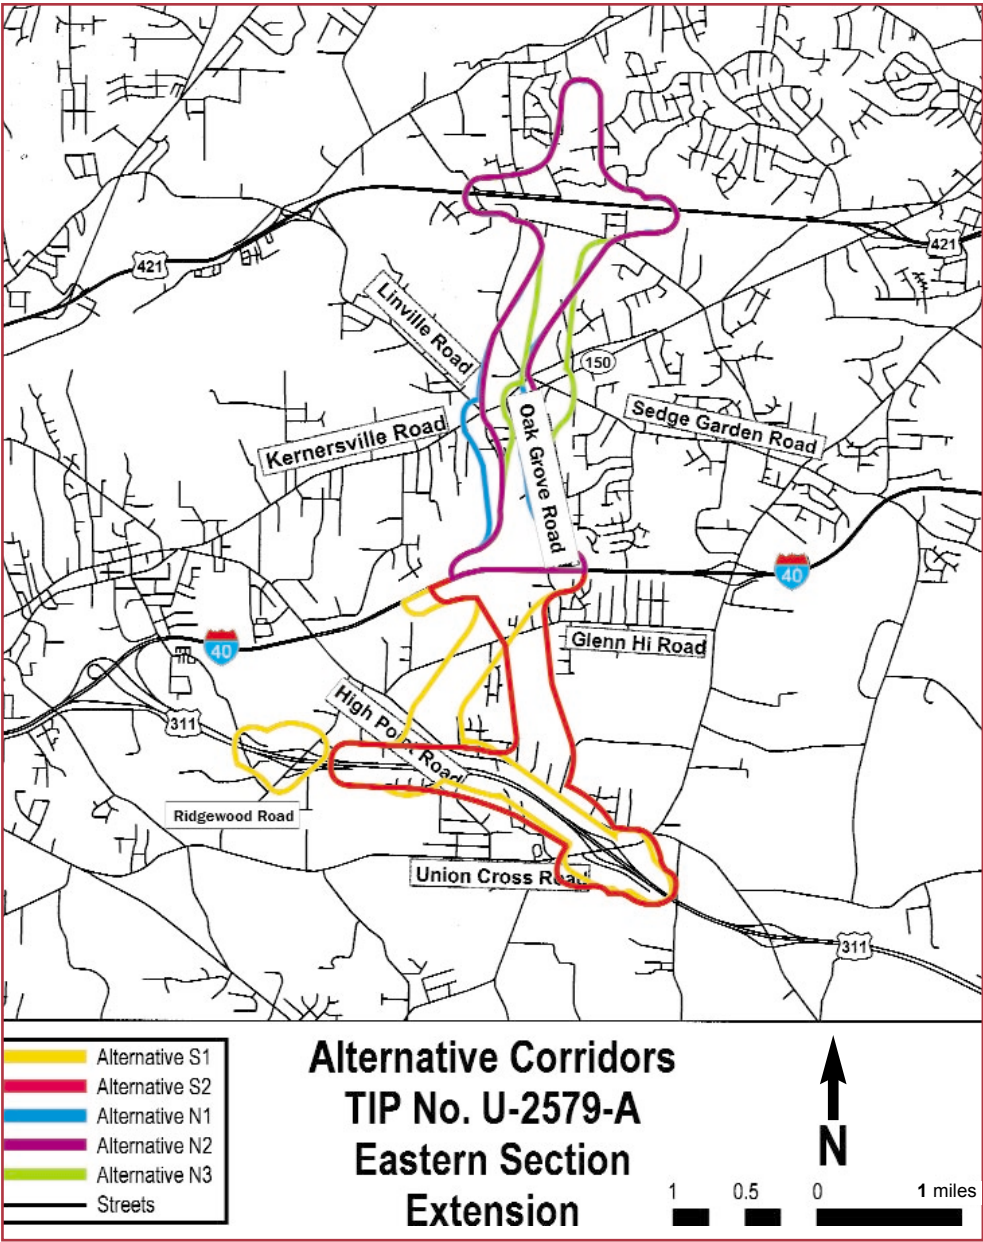 421
421
Linville Road
150
Sedge Garden Road
Kernersville Road
Oak Grove Road
40
40
Glenn Hi Road
High Point Road
311
Ridgewood Road
Union Cross Road
311
Alternative S1
Alternative S2
Alternative N1
Alternative N2
Alternative N3
Streets
Alternative Corridors
TIP No. U-2579-A
Eastern Section
Extension
N
1 0.5 0 1 miles